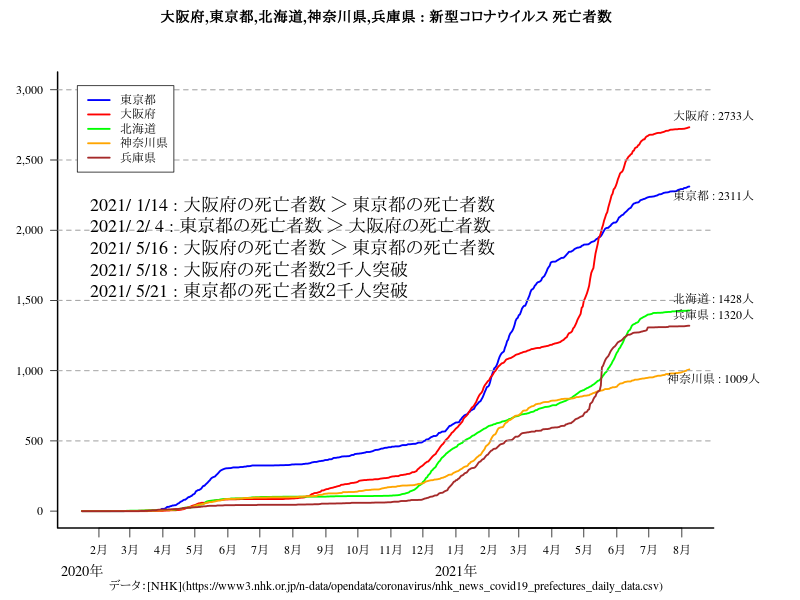 大阪府,東京都,北海道,神奈川県,兵庫県 : 新型コロナウイルス 死亡者数
3,000
2,500
2,000
1,500
1,000
500
0
東京都
大阪府
北海道
神奈川県
兵庫県
2021/ 1/14 : 大阪府の死亡者数 ＞ 東京都の死亡者数
2021/ 2/ 4 : 東京都の死亡者数 ＞ 大阪府の死亡者数
2021/ 5/16 : 大阪府の死亡者数 ＞ 東京都の死亡者数
2021/ 5/18 : 大阪府の死亡者数2千人突破
2021/ 5/21 : 東京都の死亡者数2千人突破
大阪府 : 2733人
東京都 : 2311人
北海道 : 1428人
兵庫県 : 1320人
神奈川県 : 1009人
2月 3月 4月 5月 6月 7月 8月 9月 10月 11月 12月 1月 2月 3月 4月 5月 6月 7月 8月
2020年 2021年
データ:[NHK](https://www3.nhk.or.jp/n-data/opendata/coronavirus/nhk_news_covid19_prefectures_daily_data.csv)